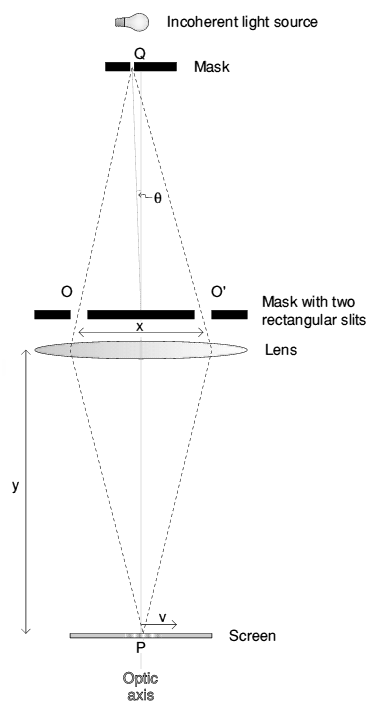 Incoherent light source
Q
Mask
θ
O
O'
Mask with two
rectangular slits
x
Lens
y
v
Screen
P
Optic
axis